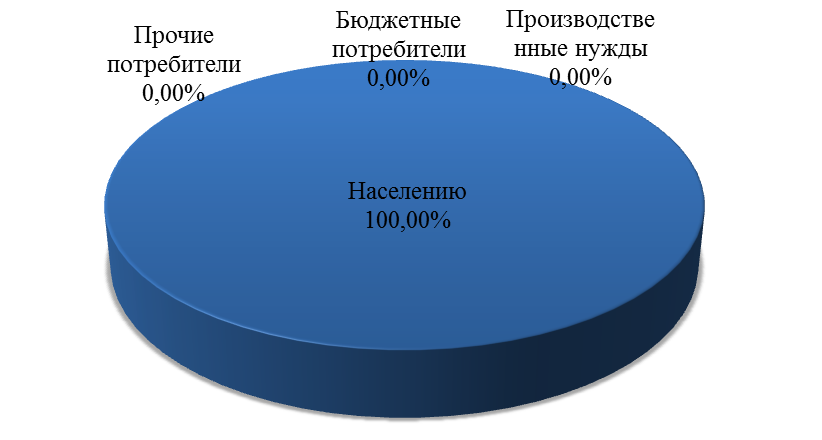 Прочие
потребители
0,00%
Бюджетные
потребители
0,00%
Производстве
нные нужды
0,00%
Населению
100,00%